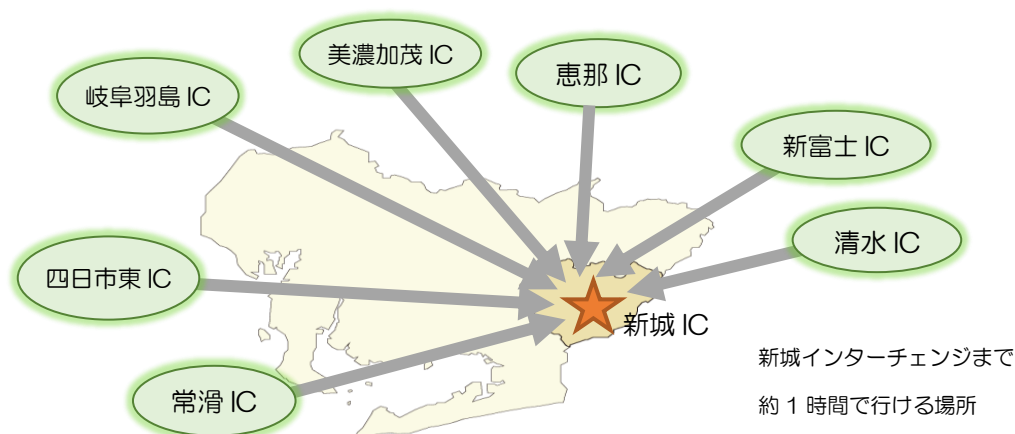 美濃加茂 IC
恵那 IC
岐阜羽島 IC
新富士 IC
清水 IC
四日市東 IC
新城 IC
新城インターチェンジまで
約 1 時間で行ける場所
常滑 IC